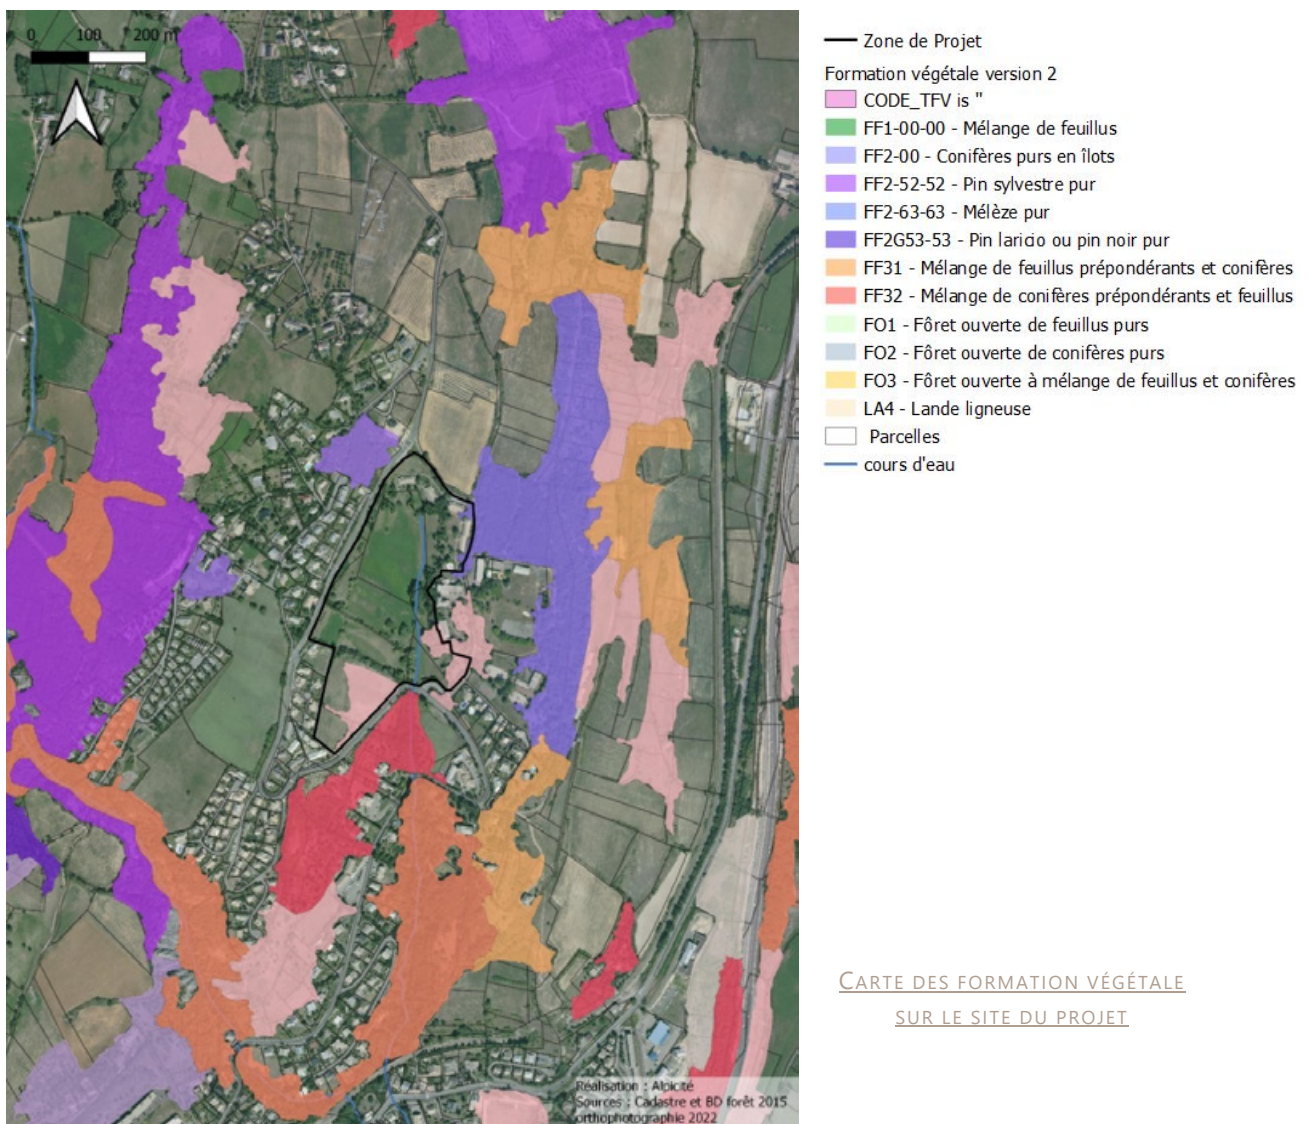 0 100 200 m
Zone de Projet
Formation végétale version 2
CODE_TFV is ''
FF1-00-00 - Mélange de feuillus
FF2-00 - Conifères purs en îlots
FF2-52-52 - Pin sylvestre pur
FF2-63-63 - Mélèze pur
FF2G53-53 - Pin laricio ou pin noir pur
FF31 - Mélange de feuillus prépondérants et conifères
FF32 - Mélange de conifères prépondérants et feuillus
FO1 - Fôret ouverte de feuillus purs
FO2 - Fôret ouverte de conifères purs
FO3 - Fôret ouverte à mélange de feuillus et conifères
LA4 - Lande ligneuse
Parcelles
cours d'eau
CARTE DES FORMATION VÉGÉTALE
SUR LE SITE DU PROJET
Réalisation : Alpicité
Sources : Cadastre et BD forêt 2015
orthophotographie 2022